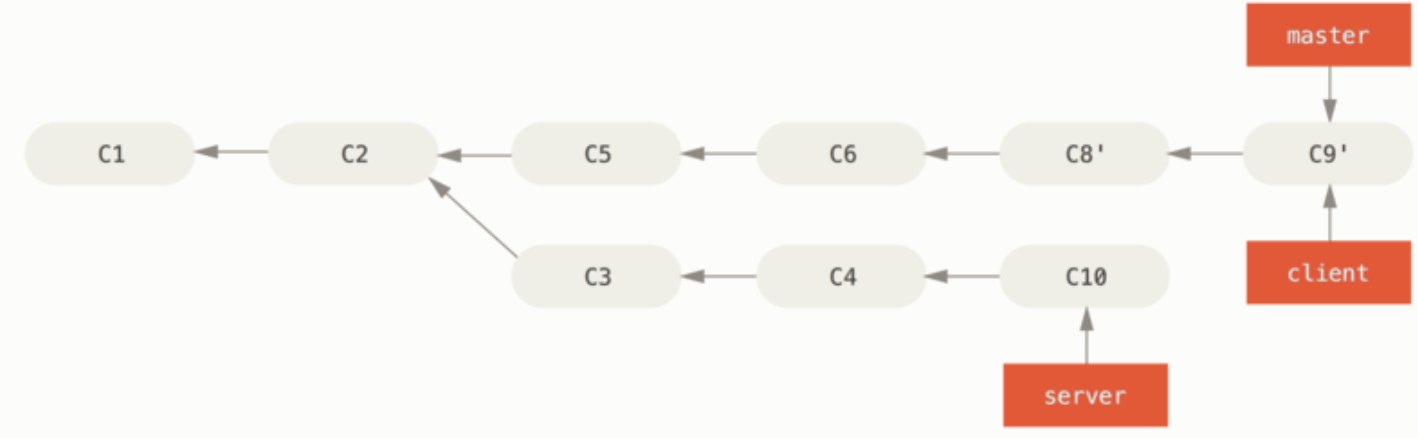 master
C1 C2 C5 C6 C8' C9'
C3 C4 C10 client
server